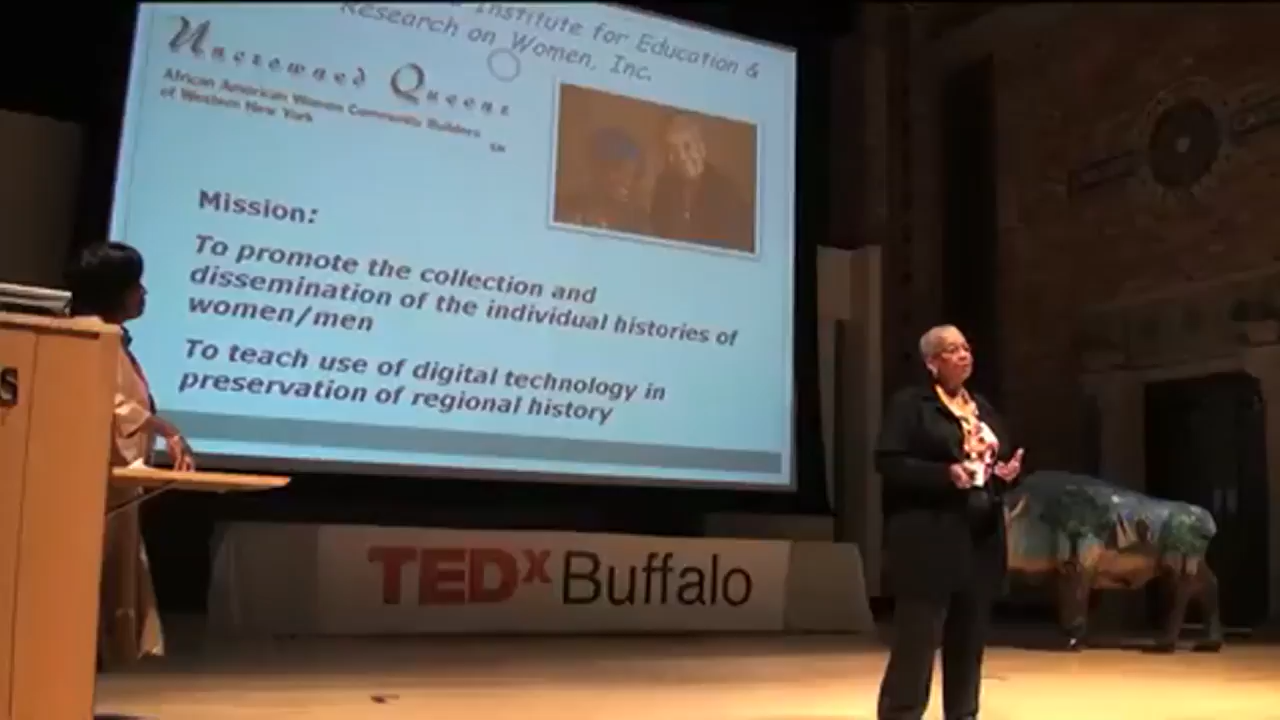 Institute for Education &
Research on Women, Inc.
Uncrowned Queens
African American Women Community Builders
of Western New York
SM
Mission:
To promote the collection and
dissemination of the individual histories of
women/men
To teach use of digital technology in
preservation of regional history
S
TEDx Buffalo